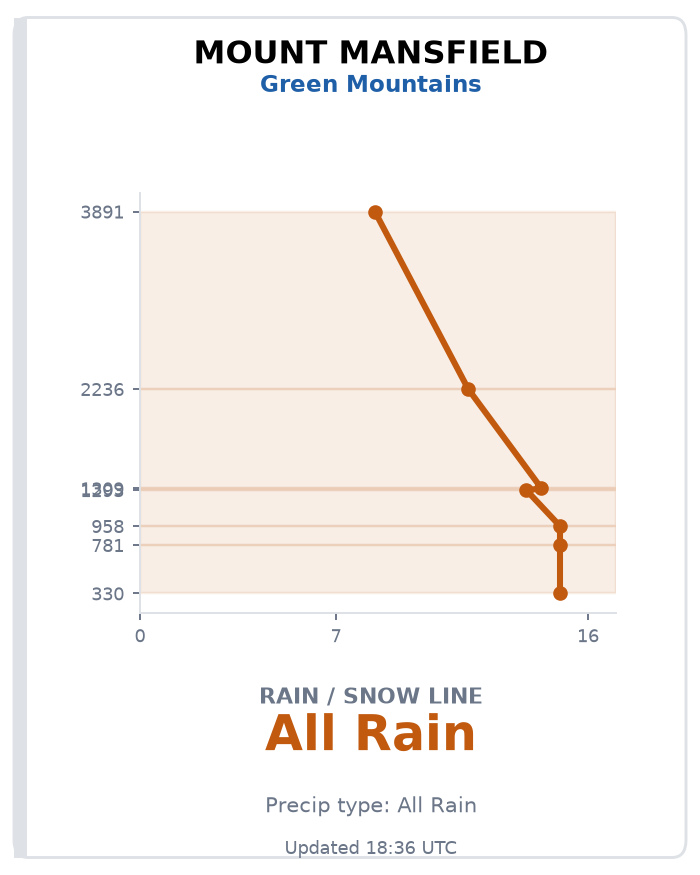 MOUNT MANSFIELD
Green Mountains
3891
2236
958
781
330
0 7 16
RAIN / SNOW LINE
All Rain
Precip type: All Rain
Updated 18:36 UTC